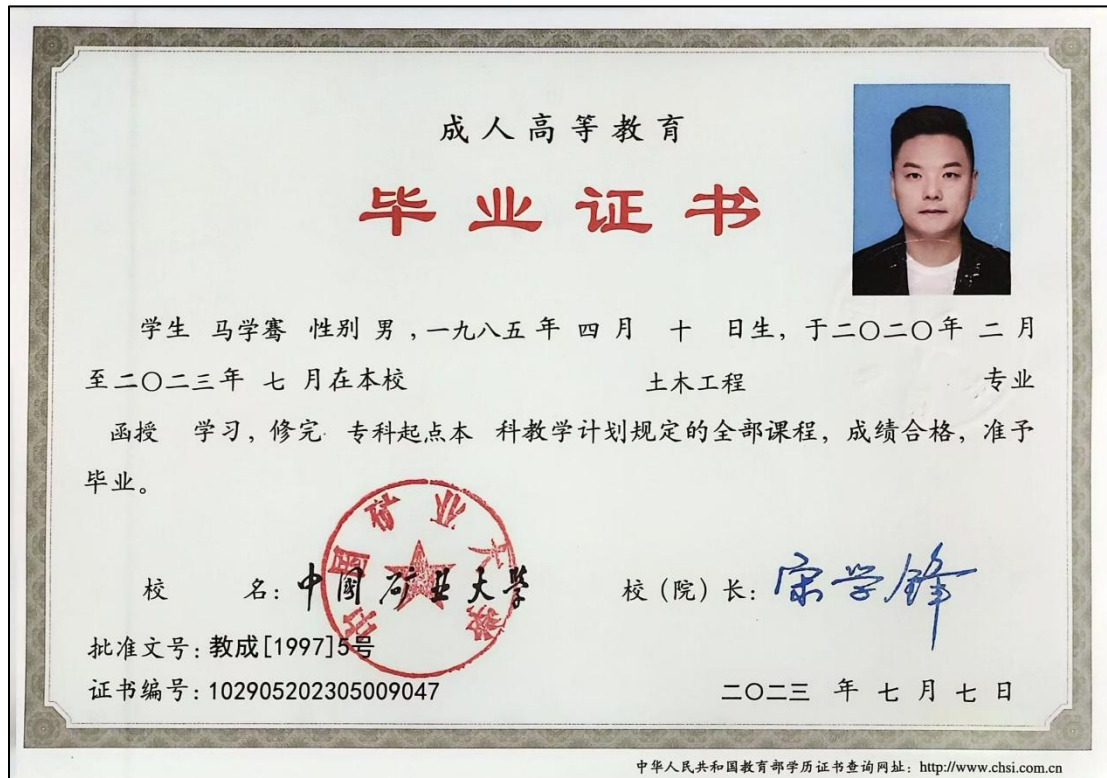 成人高等教育
毕业证书
学生 马学骞 性别 男 ,一九八五 年 四 月 十 日生, 于二〇二〇年 二 月
至二〇二三年 七 月在本校 土木工程 专业
函授 学习, 修完 专科起点本 科教学计划规定的全部课程, 成绩合格, 准予
毕业。
校 名: 中国矿业大学 校 (院) 长: 宋学锋
中国矿业大学
批准文号: 教成[1997]5号
证书编号: 102905202305009047 二〇二三 年 七 月 七 日
中华人民共和国教育部学历证书查询网址: http://www.chsi.com.cn